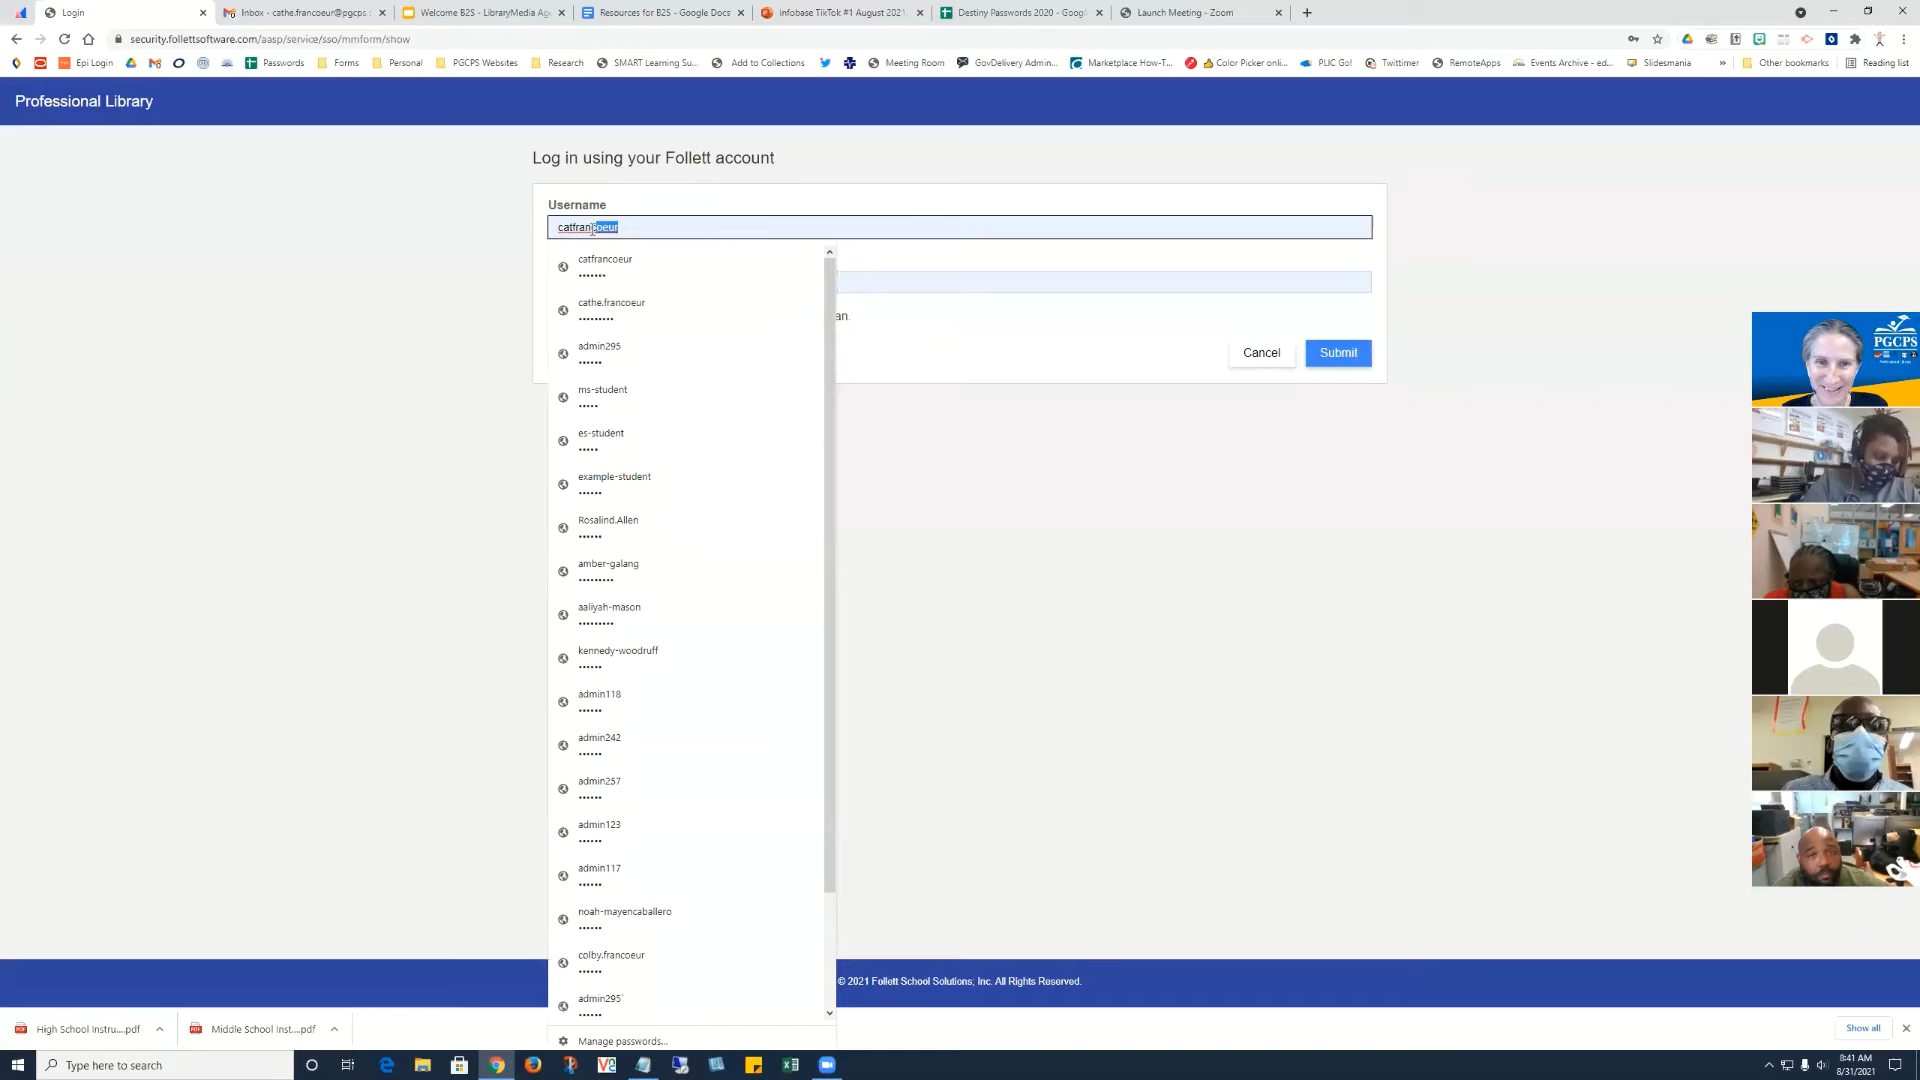 Login
Inbox - cathe.francoeur@pgcps.c
Welcome B2S - LibraryMedia Age
Resources for B2S - Google Docs
Infobase TikTok #1 August 2021.
Destiny Passwords 2020 - Googl
Launch Meeting - Zoom
security.follettsoftware.com/aasp/service/sso/mmform/show
Epi Login
Passwords
Forms
Personal
PGCPS Websites
Research
SMART Learning Su...
Add to Collections
Meeting Room
GovDelivery Admin...
Marketplace How-T...
Color Picker onli...
PLIC Go!
Twittimer
RemoteApps
Events Archive - ed...
Slidesmania
Other bookmarks
Reading list
Professional Library
Log in using your Follett account
Username
catfrancoeur
catfrancoeur
•••••••
cathe.francoeur
•••••••••
an.
admin295
••••••
Cancel
Submit
PGCPS
ms-student
•••••
es-student
•••••
example-student
••••••
Rosalind.Allen
••••••
amber-galang
•••••••••
aaliyah-mason
•••••••••
kennedy-woodruff
••••••
admin118
••••••
admin242
••••••
admin257
••••••
admin123
••••••
admin117
••••••
noah-mayencaballero
••••••
colby.francoeur
••••••
© 2021 Follett School Solutions, Inc. All Rights Reserved.
admin295`
••••••
High School Instru....pdf
Middle School Inst....pdf
Manage passwords...
Show all
Type here to search
8:41 AM
8/31/2021